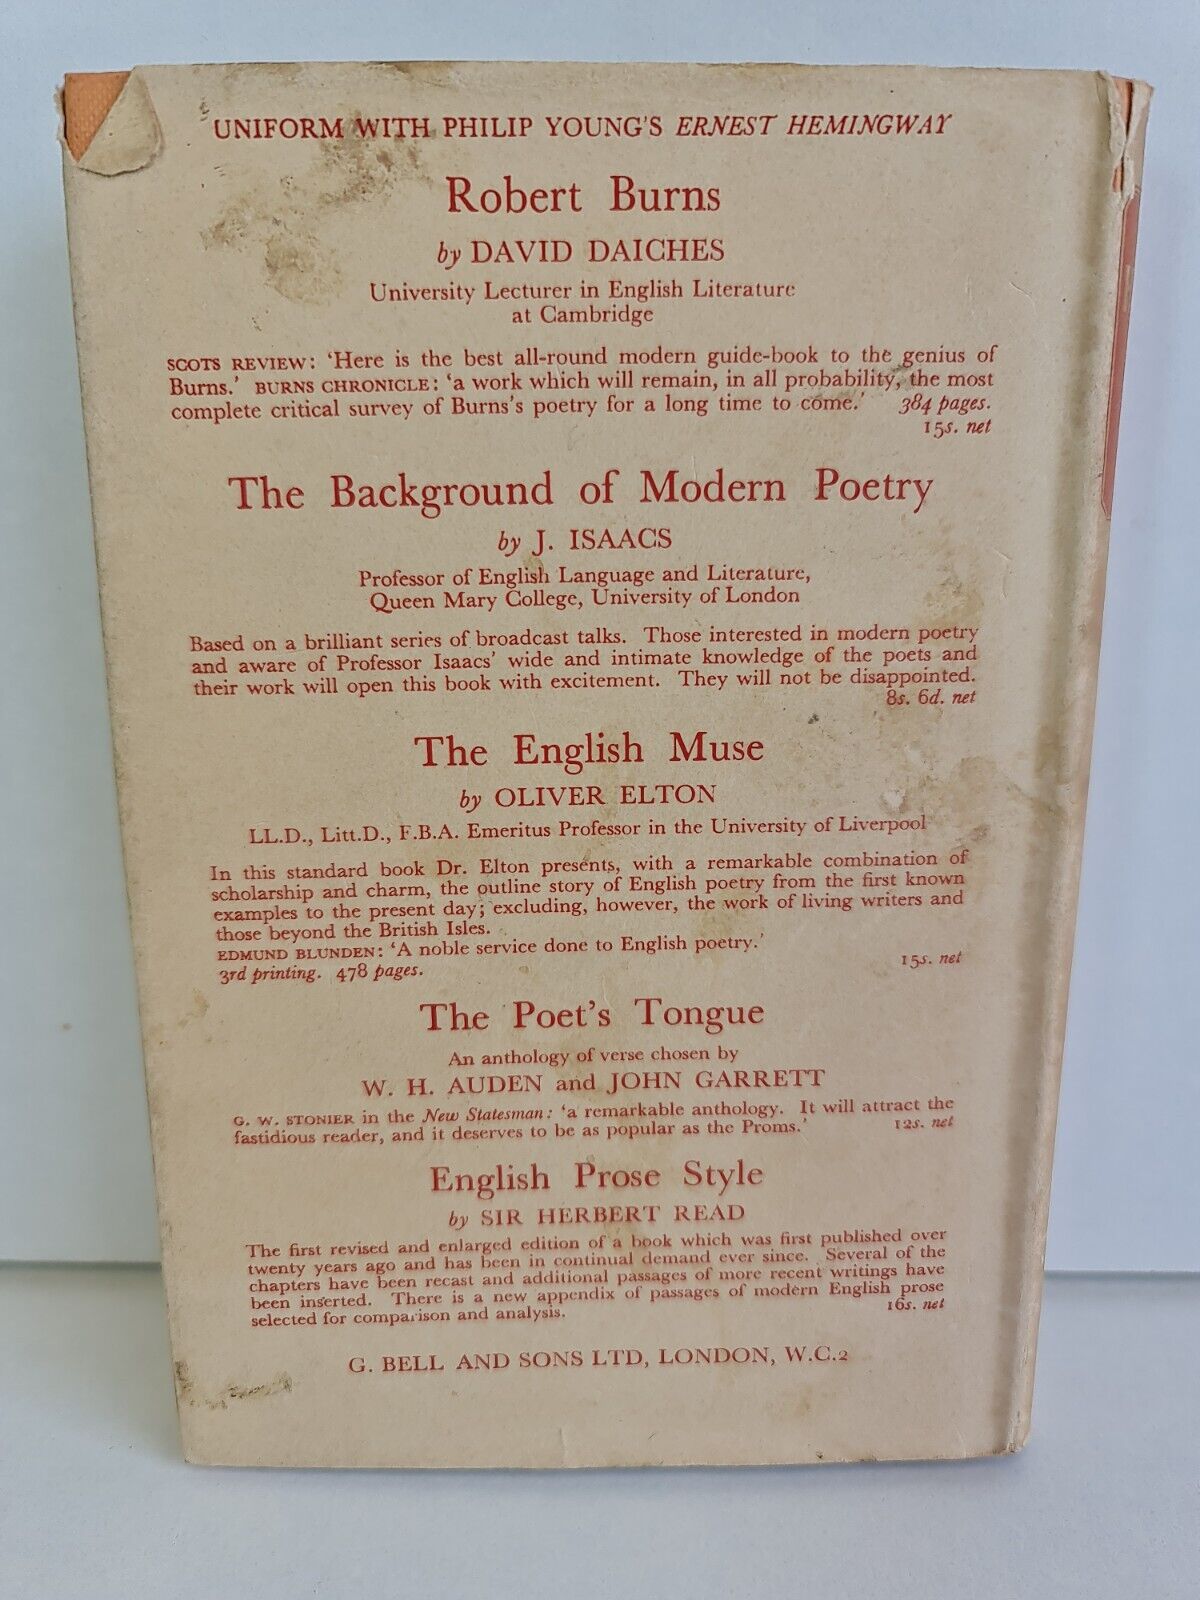 UNIFORM WITH PHILIP YOUNG'S ERNEST HEMINGWAY
Robert Burns
by DAVID DAICHES
University Lecturer in English Literature
at Cambridge
SCOTS REVIEW: 'Here is the best all-round modern guide-book to the genius of
Burns.' BURNS CHRONICLE: 'a work which will remain, in all probability, the most
complete critical survey of Burns's poetry for a long time to come.' 384 pages.
15s. net
The Background of Modern Poetry
by J. ISAACS
Professor of English Language and Literature,
Queen Mary College, University of London
Based on a brilliant series of broadcast talks. Those interested in modern poetry
and aware of Professor Isaacs' wide and intimate knowledge of the poets and
their work will open this book with excitement. They will not be disappointed.
8s. 6d. net
The English Muse
by OLIVER ELTON
LL.D., Litt.D., F.B.A. Emeritus Professor in the University of Liverpool
In this standard book Dr. Elton presents, with a remarkable combination of
scholarship and charm, the outline story of English poetry from the first known
examples to the present day; excluding, however, the work of living writers and
those beyond the British Isles.
EDMUND BLUNDEN: 'A noble service done to English poetry.'
3rd printing. 478 pages. 15s. net
The Poet's Tongue
An anthology of verse chosen by
W. H. AUDEN and JOHN GARRETT
G. W. STONIER in the New Statesman: 'a remarkable anthology. It will attract the
fastidious reader, and it deserves to be as popular as the Proms.' 12s. net
English Prose Style
by SIR HERBERT READ
The first revised and enlarged edition of a book which was first published over
twenty years ago and has been in continual demand ever since. Several of the
chapters have been recast and additional passages of more recent writings have
been inserted. There is a new appendix of passages of modern English prose
selected for comparison and analysis. 16s. net
G. BELL AND SONS LTD, LONDON, W.C.2